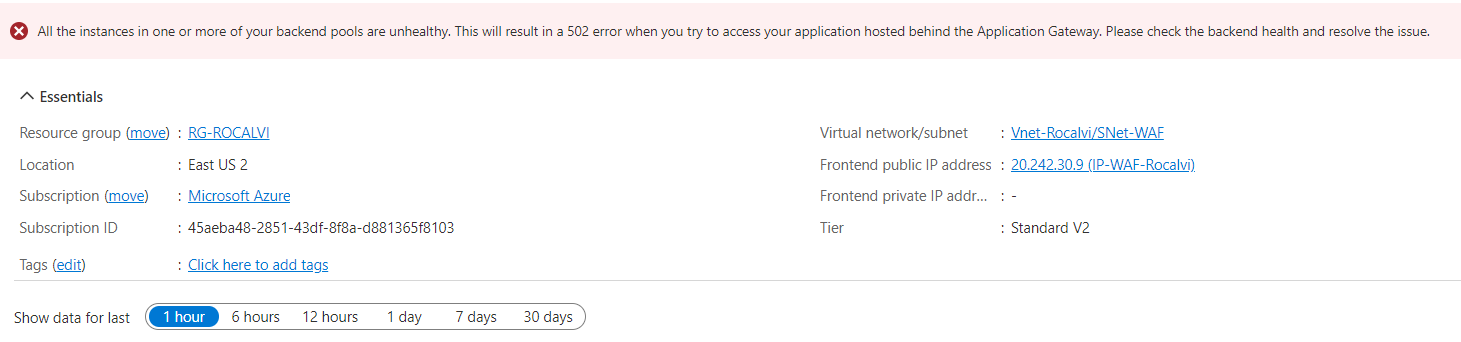 All the instances in one or more of your backend pools are unhealthy. This will result in a 502 error when you try to access your application hosted behind the Application Gateway. Please check the backend health and resolve the issue.
Essentials
Resource group (move) : RG-ROCALVI
Location : East US 2
Subscription (move) : Microsoft Azure
Subscription ID : 45aeba48-2851-43df-8f8a-d881365f8103
Tags (edit) : Click here to add tags
Virtual network/subnet : Vnet-Rocalvi/SNet-WAF
Frontend public IP address : 20.242.30.9 (IP-WAF-Rocalvi)
Frontend private IP addr... : -
Tier : Standard V2
Show data for last 1 hour 6 hours 12 hours 1 day 7 days 30 days